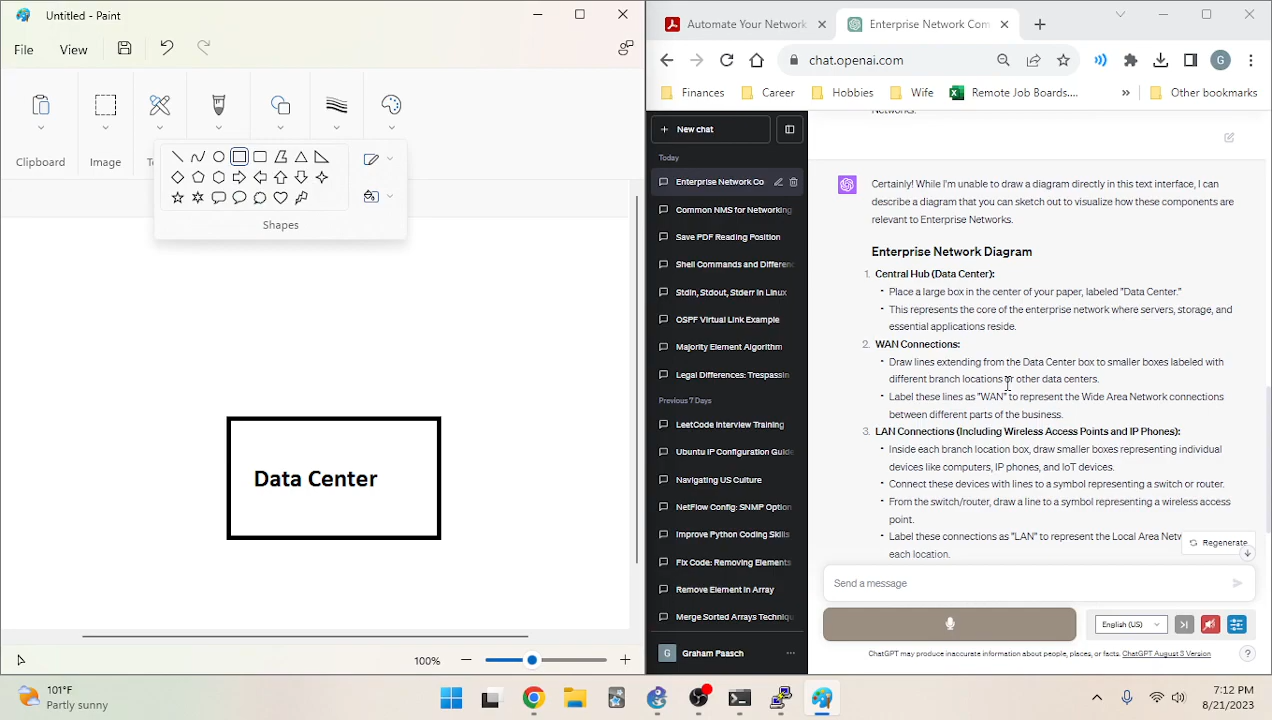 Untitled - Paint
File
View
Clipboard
Image
Shapes
Data Center
100%
Automate Your Network
Enterprise Network Com
chat.openai.com
G
Finances
Career
Hobbies
Wife
Remote Job Boards....
»
Other bookmarks
New chat
Today
Enterprise Network Co
Common NMS for Networking
Save PDF Reading Position
Shell Commands and Differenc
Stdin, Stdout, Stderr in Linux
OSPF Virtual Link Example
Majority Element Algorithm
Legal Differences: Trespassin
Previous 7 Days
LeetCode Interview Training
Ubuntu IP Configuration Guide
Navigating US Culture
NetFlow Config: SNMP Option
Improve Python Coding Skills
Fix Code: Removing Elements
Remove Element in Array
Merge Sorted Arrays Techniqu
G Graham Paasch ...
Networks.
Certainly! While I'm unable to draw a diagram directly in this text interface, I can
describe a diagram that you can sketch out to visualize how these components are
relevant to Enterprise Networks.
Enterprise Network Diagram
1. Central Hub (Data Center):
• Place a large box in the center of your paper, labeled "Data Center."
• This represents the core of the enterprise network where servers, storage, and
essential applications reside.
2. WAN Connections:
• Draw lines extending from the Data Center box to smaller boxes labeled with
different branch locations or other data centers.
• Label these lines as "WAN" to represent the Wide Area Network connections
between different parts of the business.
3. LAN Connections (Including Wireless Access Points and IP Phones):
• Inside each branch location box, draw smaller boxes representing individual
devices like computers, IP phones, and IoT devices.
• Connect these devices with lines to a symbol representing a switch or router.
• From the switch/router, draw a line to a symbol representing a wireless access
point.
• Label these connections as "LAN" to represent the Local Area Netw
each location.
Regenerate
Send a message
English (US)
ChatGPT may produce inaccurate information about people, places, or facts. ChatGPT August 3 Version
?
101°F
Partly sunny
7:12 PM
8/21/2023